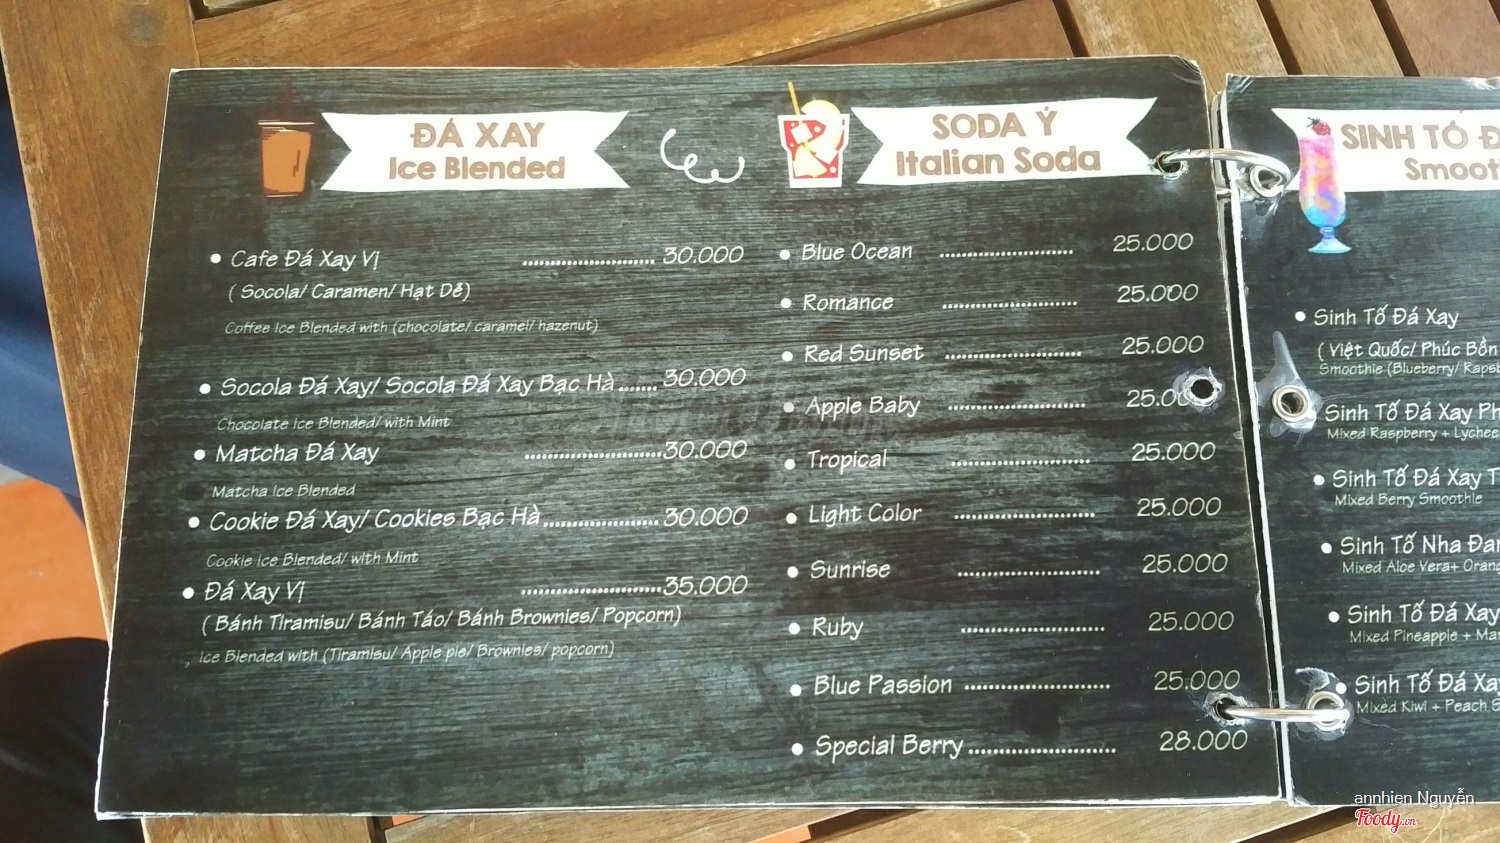 ĐÁ XAY
Ice Blended
• Cafe Đá Xay Vị ........................ 30.000
( Socola/ Caramen/ Hạt Dẻ)
Coffee Ice Blended with (chocolate/ caramel/ hazenut)
• Socola Đá Xay/ Socola Đá Xay Bạc Hà....... 30.000
Chocolate Ice Blended/ with Mint
• Matcha Đá Xay ........................ 30.000
Matcha Ice Blended
• Cookie Đá Xay/ Cookies Bạc Hà..................... 30.000
Cookie Ice Blended/ with Mint
• Đá Xay Vị ......................... 35.000
( Bánh Tiramisu/ Bánh Táo/ Bánh Brownies/ Popcorn)
Ice Blended with (Tiramisu/ Apple pie/ Brownies/ popcorn)
SODA Ý
Italian Soda
• Blue Ocean ........................ 25.000
• Romance ........................ 25.000
• Red Sunset ........................ 25.000
• Apple Baby ........................ 25.00
• Tropical ........................ 25.000
• Light Color ........................ 25.000
• Sunrise ........................ 25.000
• Ruby ........................ 25.000
• Blue Passion ........................ 25.000
• Special Berry........................ 28.000
SINH TỐ
• Sinh Tố Đá Xay
( Việt Quốc/ Phúc Bồn
Smoothie (Blueberry/
Sinh Tố Đá Xay
Mixed Raspberry + Lychee
• Sinh Tố Đá Xay
Mixed Berry Smoothie
• Sinh Tố Nha
Mixed Aloe Vera+
• Sinh Tố Đá Xay
Mixed Pineapple +
• Sinh Tố Đá Xay
Mixed Kiwi + Peach
annhien Nguyễn
Foody.vn